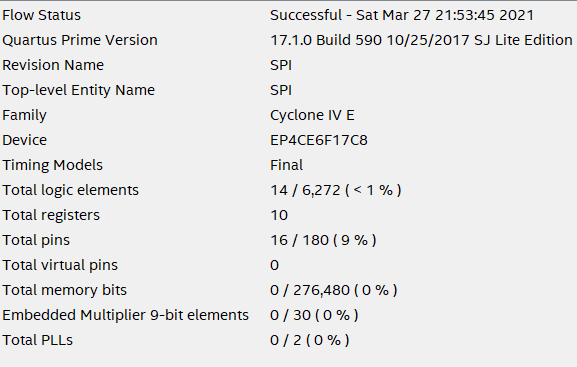 Flow Status Successful - Sat Mar 27 21:53:45 2021
Quartus Prime Version 17.1.0 Build 590 10/25/2017 SJ Lite Edition
Revision Name SPI
Top-level Entity Name SPI
Family Cyclone IV E
Device EP4CE6F17C8
Timing Models Final
Total logic elements 14 / 6,272 ( < 1 % )
Total registers 10
Total pins 16 / 180 ( 9 % )
Total virtual pins 0
Total memory bits 0 / 276,480 ( 0 % )
Embedded Multiplier 9-bit elements 0 / 30 ( 0 % )
Total PLLs 0 / 2 ( 0 % )